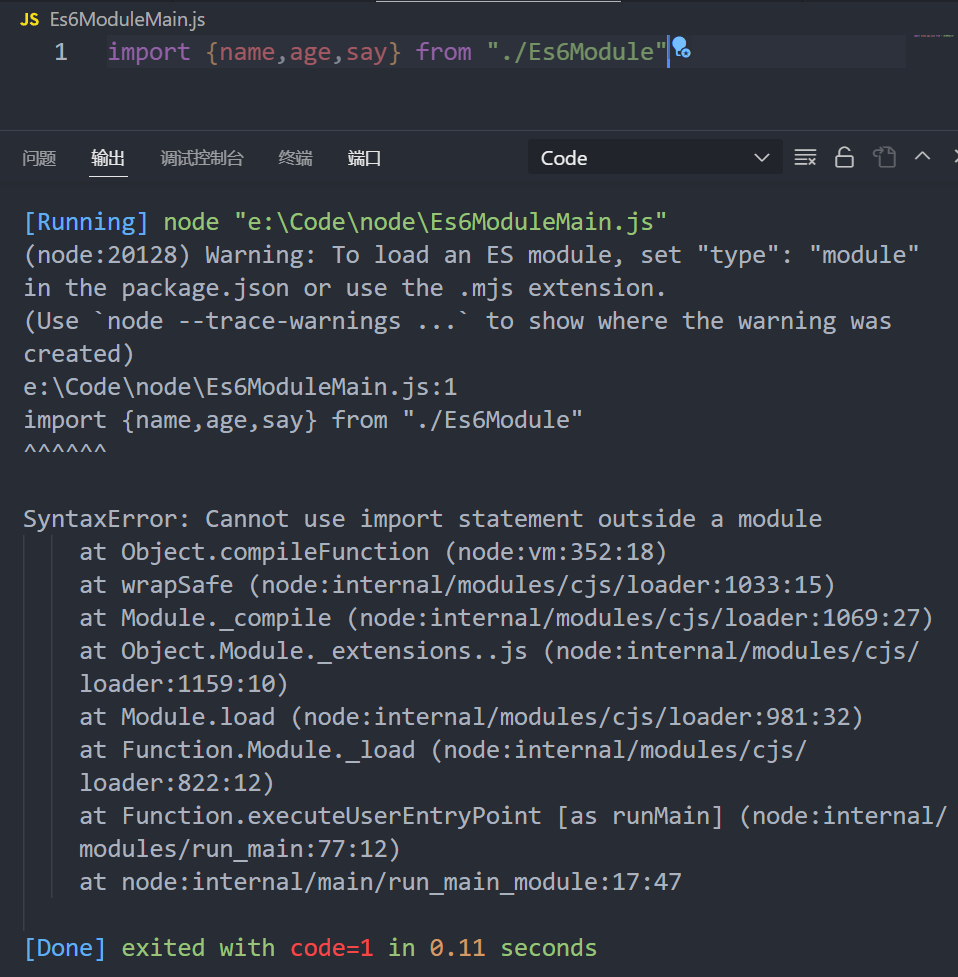 JS Es6ModuleMain.js
1 import {name,age,say} from "./Es6Module"
问题 输出 调试控制台 终端 端口 Code
[Running] node "e:\Code\node\Es6ModuleMain.js"
(node:20128) Warning: To load an ES module, set "type": "module"
in the package.json or use the .mjs extension.
(Use `node --trace-warnings ...` to show where the warning was
created)
e:\Code\node\Es6ModuleMain.js:1
import {name,age,say} from "./Es6Module"
^^^^^^
SyntaxError: Cannot use import statement outside a module
at Object.compileFunction (node:vm:352:18)
at wrapSafe (node:internal/modules/cjs/loader:1033:15)
at Module._compile (node:internal/modules/cjs/loader:1069:27)
at Object.Module._extensions..js (node:internal/modules/cjs/
loader:1159:10)
at Module.load (node:internal/modules/cjs/loader:981:32)
at Function.Module._load (node:internal/modules/cjs/
loader:822:12)
at Function.executeUserEntryPoint [as runMain] (node:internal/
modules/run_main:77:12)
at node:internal/main/run_main_module:17:47
[Done] exited with code=1 in 0.11 seconds